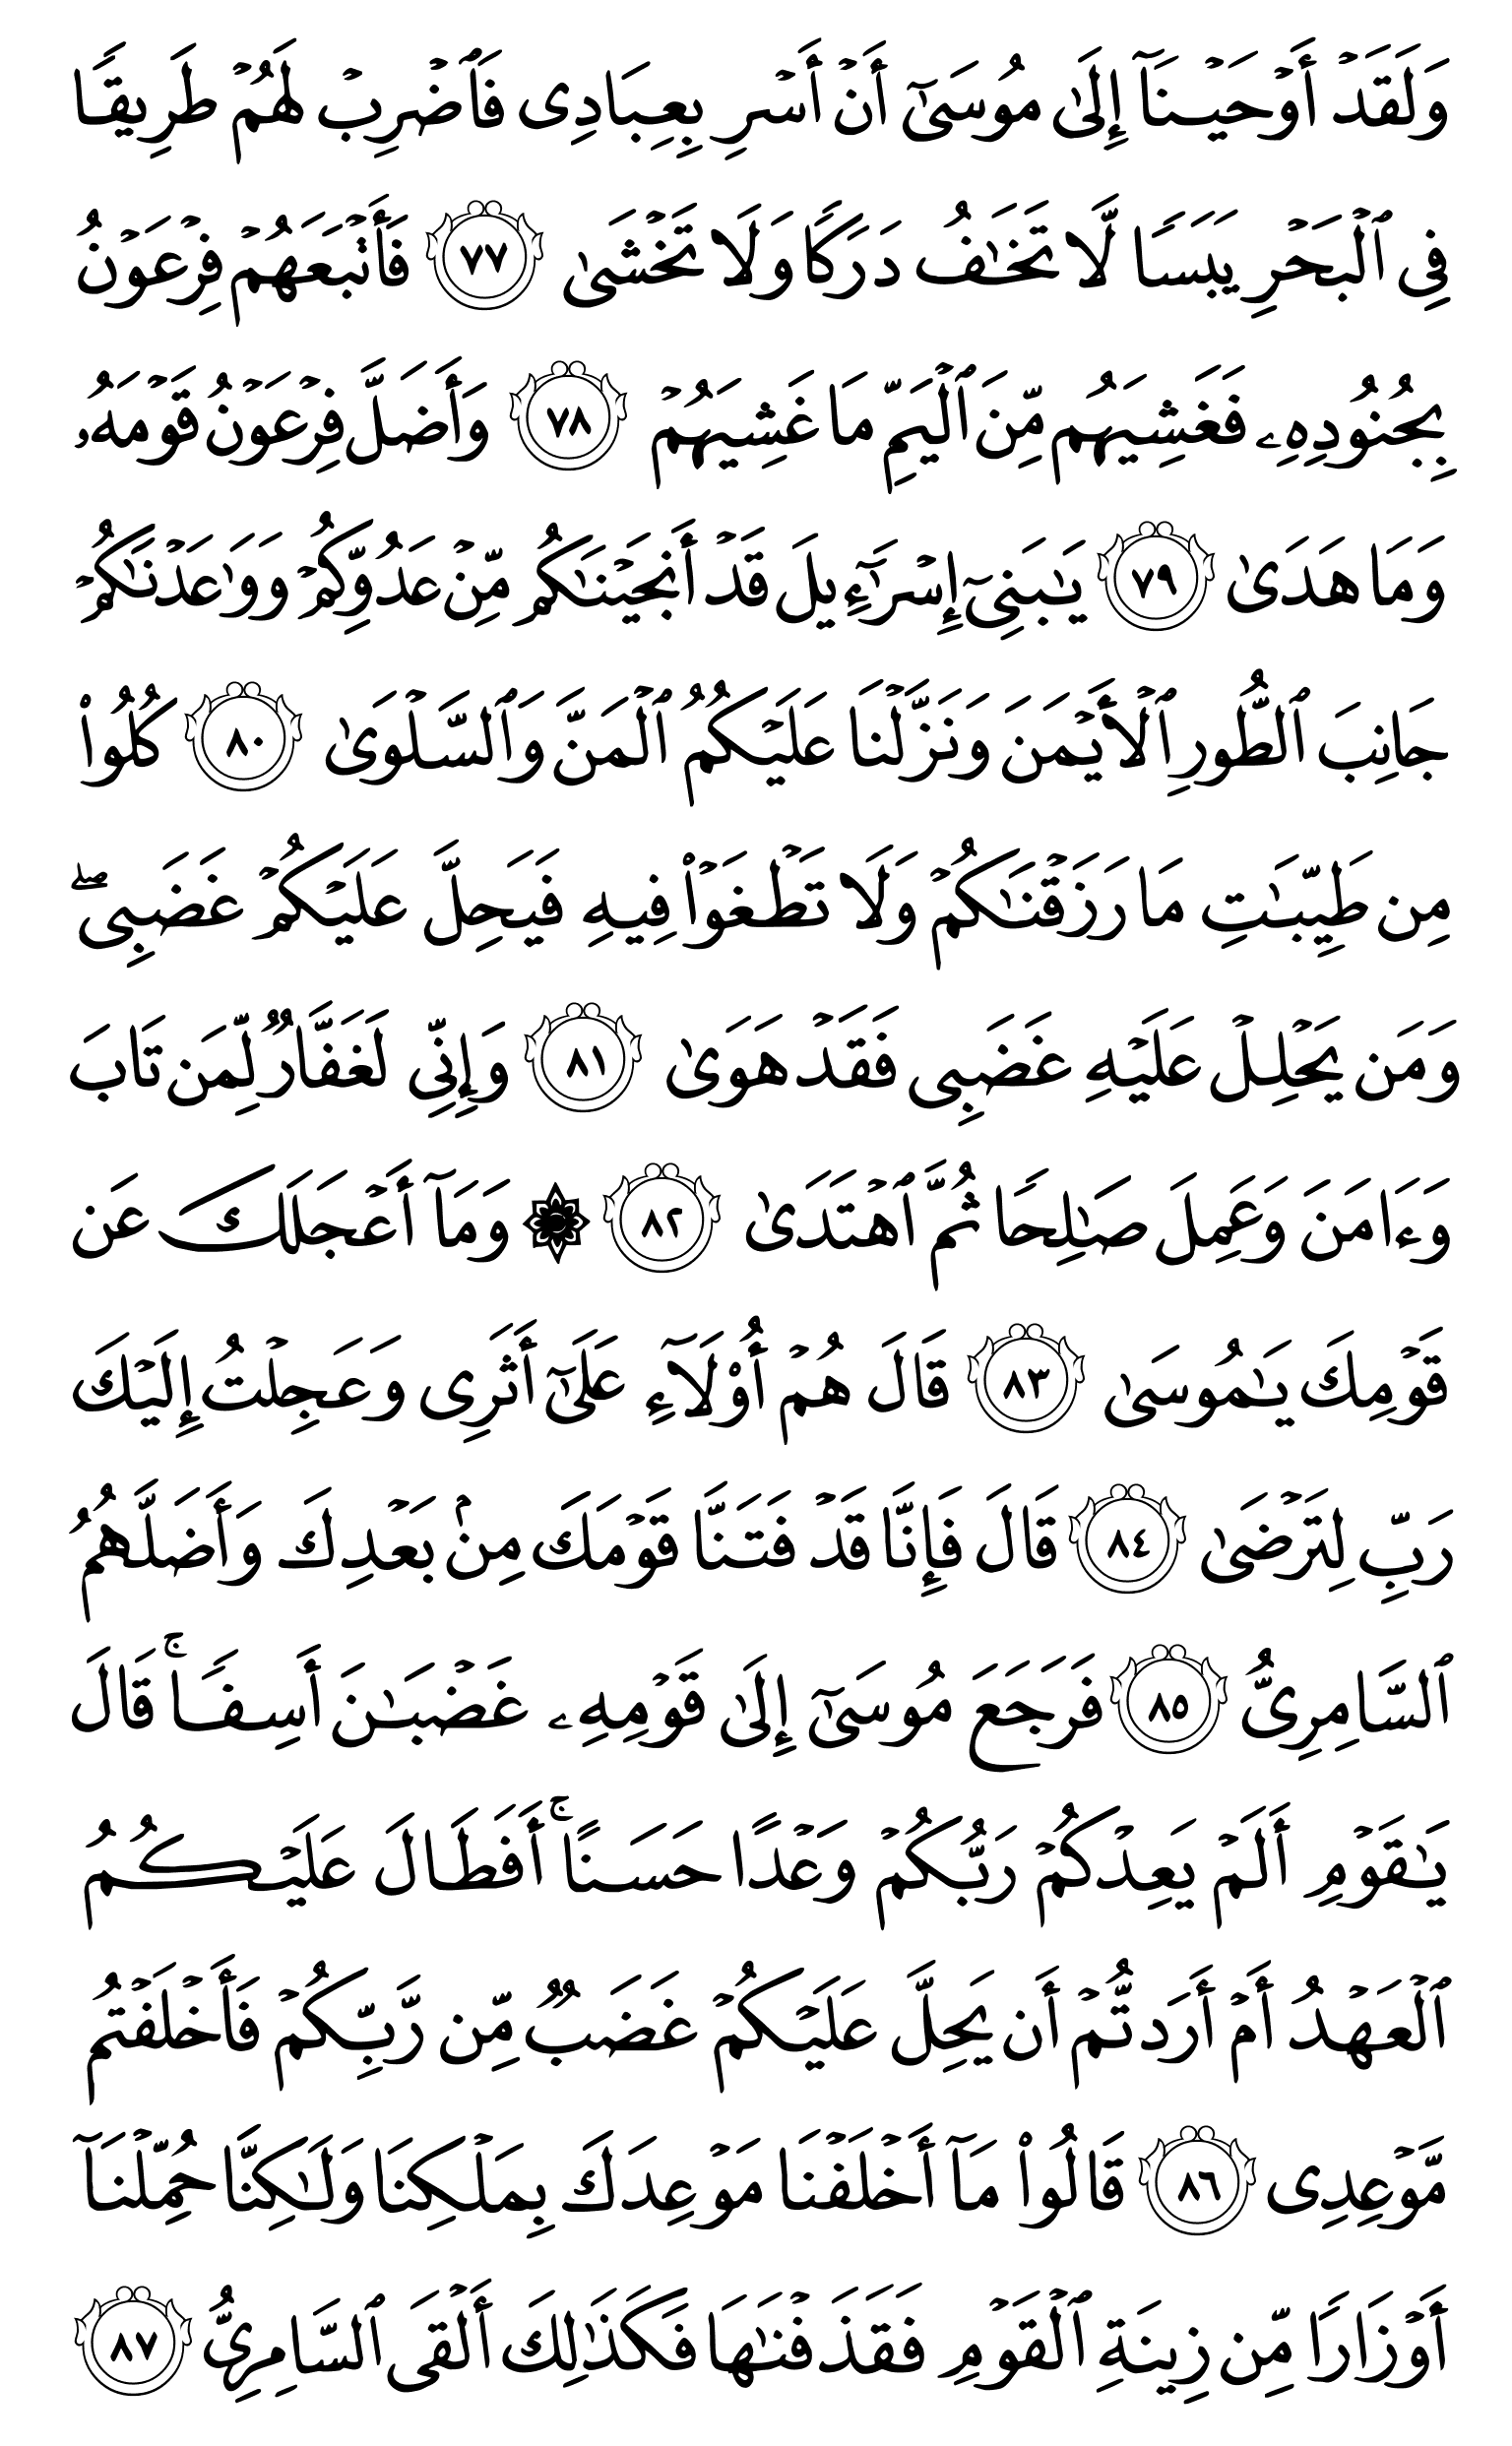 وَلَقَدۡ أَوۡحَيۡنَآ إِلَىٰ مُوسَىٰٓ أَنۡ أَسۡرِ بِعِبَادِي فَٱضۡرِبۡ لَهُمۡ طَرِيقٗا
فِي ٱلۡبَحۡرِ يَبَسٗا لَّا تَخَٰفُ دَرَكٗا وَلَا تَخۡشَىٰ ٧٧ فَأَتۡبَعَهُمۡ فِرۡعَوۡنُ
بِجُنُودِهِۦ فَغَشِيَهُم مِّنَ ٱلۡيَمِّ مَا غَشِيَهُمۡ ٧٨ وَأَضَلَّ فِرۡعَوۡنُ قَوۡمَهُۥ
وَمَا هَدَىٰ ٧٩ يَٰبَنِيٓ إِسۡرَٰٓءِيلَ قَدۡ أَنجَيۡنَٰكُم مِّنۡ عَدُوِّكُمۡ وَوَٰعَدۡنَٰكُمۡ
جَانِبَ ٱلطُّورِ ٱلۡأَيۡمَنَ وَنَزَّلۡنَا عَلَيۡكُمُ ٱلۡمَنَّ وَٱلسَّلۡوَىٰ ٨٠ كُلُواْ
مِن طَيِّبَٰتِ مَا رَزَقۡنَٰكُمۡ وَلَا تَطۡغَوۡاْ فِيهِ فَيَحِلَّ عَلَيۡكُمۡ غَضَبِيۖ
وَمَن يَحۡلِلۡ عَلَيۡهِ غَضَبِي فَقَدۡ هَوَىٰ ٨١ وَإِنِّي لَغَفَّارٞ لِّمَن تَابَ
وَءَامَنَ وَعَمِلَ صَٰلِحٗا ثُمَّ ٱهۡتَدَىٰ ٨٢ ۞ وَمَآ أَعۡجَلَكَ عَن
قَوۡمِكَ يَٰمُوسَىٰ ٨٣ قَالَ هُمۡ أُوْلَآءِ عَلَىٰٓ أَثَرِي وَعَجِلۡتُ إِلَيۡكَ
رَبِّ لِتَرۡضَىٰ ٨٤ قَالَ فَإِنَّا قَدۡ فَتَنَّا قَوۡمَكَ مِنۢ بَعۡدِكَ وَأَضَلَّهُمُ
ٱلسَّامِرِيُّ ٨٥ فَرَجَعَ مُوسَىٰٓ إِلَىٰ قَوۡمِهِۦ غَضۡبَٰنَ أَسِفٗاۚ قَالَ
يَٰقَوۡمِ أَلَمۡ يَعِدۡكُمۡ رَبُّكُمۡ وَعۡدًا حَسَنًاۚ أَفَطَالَ عَلَيۡكُمُ
ٱلۡعَهۡدُ أَمۡ أَرَدتُّمۡ أَن يَحِلَّ عَلَيۡكُمۡ غَضَبٞ مِّن رَّبِّكُمۡ فَأَخۡلَفۡتُم
مَّوۡعِدِي ٨٦ قَالُواْ مَآ أَخۡلَفۡنَا مَوۡعِدَكَ بِمَلۡكِنَا وَلَٰكِنَّا حُمِّلۡنَآ
أَوۡزَارٗا مِّن زِينَةِ ٱلۡقَوۡمِ فَقَذَفۡنَٰهَا فَكَذَٰلِكَ أَلۡقَى ٱلسَّامِرِيُّ ٨٧